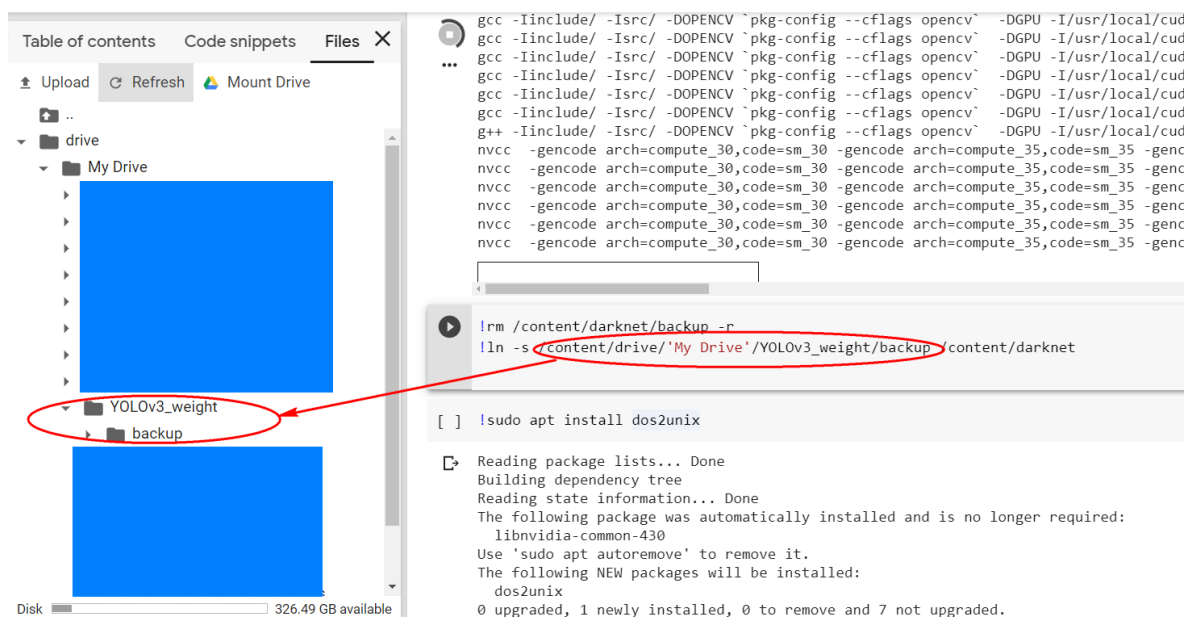 Table of contents Code snippets Files
Upload Refresh Mount Drive
..
drive
My Drive
YOLOv3_weight
backup
Disk 326.49 GB available
gcc -Iinclude/ -Isrc/ -DOPENCV `pkg-config --cflags opencv`  -DGPU -I/usr/local/cud
gcc -Iinclude/ -Isrc/ -DOPENCV `pkg-config --cflags opencv`  -DGPU -I/usr/local/cud
gcc -Iinclude/ -Isrc/ -DOPENCV `pkg-config --cflags opencv`  -DGPU -I/usr/local/cud
gcc -Iinclude/ -Isrc/ -DOPENCV `pkg-config --cflags opencv`  -DGPU -I/usr/local/cud
gcc -Iinclude/ -Isrc/ -DOPENCV `pkg-config --cflags opencv`  -DGPU -I/usr/local/cud
gcc -Iinclude/ -Isrc/ -DOPENCV `pkg-config --cflags opencv`  -DGPU -I/usr/local/cud
g++ -Iinclude/ -Isrc/ -DOPENCV `pkg-config --cflags opencv`  -DGPU -I/usr/local/cud
nvcc  -gencode arch=compute_30,code=sm_30 -gencode arch=compute_35,code=sm_35 -genc
nvcc  -gencode arch=compute_30,code=sm_30 -gencode arch=compute_35,code=sm_35 -genc
nvcc  -gencode arch=compute_30,code=sm_30 -gencode arch=compute_35,code=sm_35 -genc
nvcc  -gencode arch=compute_30,code=sm_30 -gencode arch=compute_35,code=sm_35 -genc
nvcc  -gencode arch=compute_30,code=sm_30 -gencode arch=compute_35,code=sm_35 -genc
nvcc  -gencode arch=compute_30,code=sm_30 -gencode arch=compute_35,code=sm_35 -genc
!rm /content/darknet/backup -r
!ln -s /content/drive/'My Drive'/YOLOv3_weight/backup /content/darknet
[ ] !sudo apt install dos2unix
Reading package lists... Done
Building dependency tree
Reading state information... Done
The following package was automatically installed and is no longer required:
libnvidia-common-430
Use 'sudo apt autoremove' to remove it.
The following NEW packages will be installed:
dos2unix
0 upgraded, 1 newly installed, 0 to remove and 7 not upgraded.